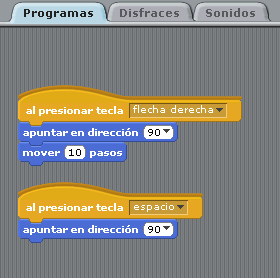 Programas Disfraces Sonidos
al presionar tecla flecha derecha
apuntar en dirección 90
mover 10 pasos
al presionar tecla espacio
apuntar en dirección 90